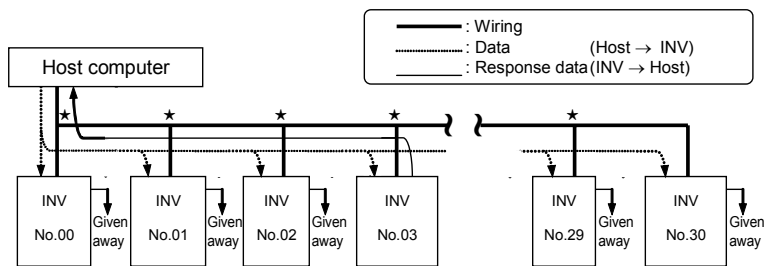 : Wiring
: Data (Host → INV)
: Response data (INV → Host)
Host computer
★ ★ ★ ★ ★
INV INV INV INV INV INV
No.00 No.01 No.02 No.03 No.29 No.30
Given away Given away Given away Given away Given away